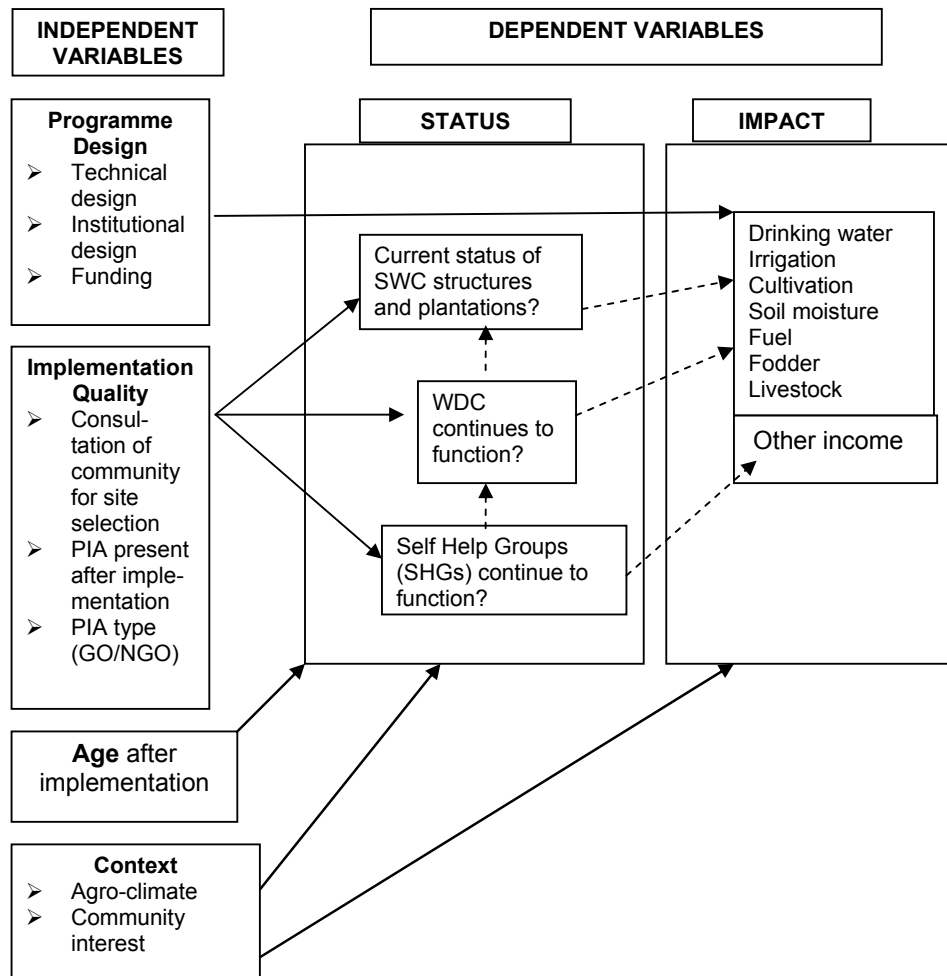 INDEPENDENT
VARIABLES
DEPENDENT VARIABLES
Programme
Design
➢ Technical
design
➢ Institutional
design
➢ Funding
Implementation
Quality
➢ Consul-
tation of
community
for site
selection
➢ PIA present
after imple-
mentation
➢ PIA type
(GO/NGO)
Age after
implementation
Context
➢ Agro-climate
➢ Community
interest
STATUS
Current status of
SWC structures
and plantations?
WDC
continues to
function?
Self Help Groups
(SHGs) continue to
function?
IMPACT
Drinking water
Irrigation
Cultivation
Soil moisture
Fuel
Fodder
Livestock
Other income